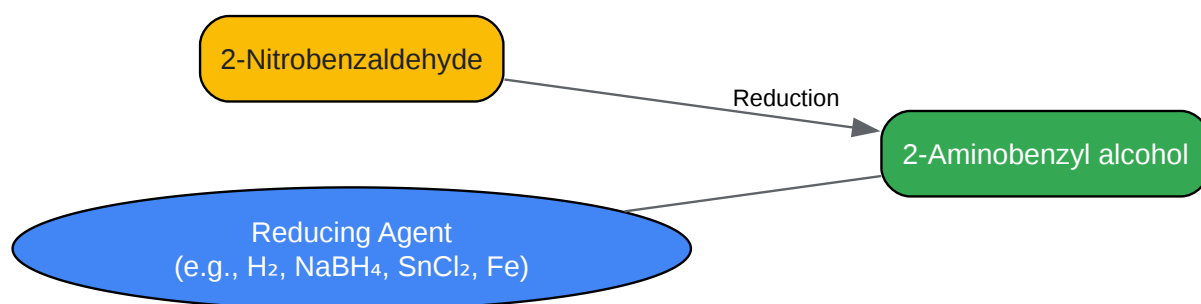 2-Nitrobenzaldehyde
Reduction
2-Aminobenzyl alcohol
Reducing Agent
(e.g., H₂, NaBH₄, SnCl₂, Fe)